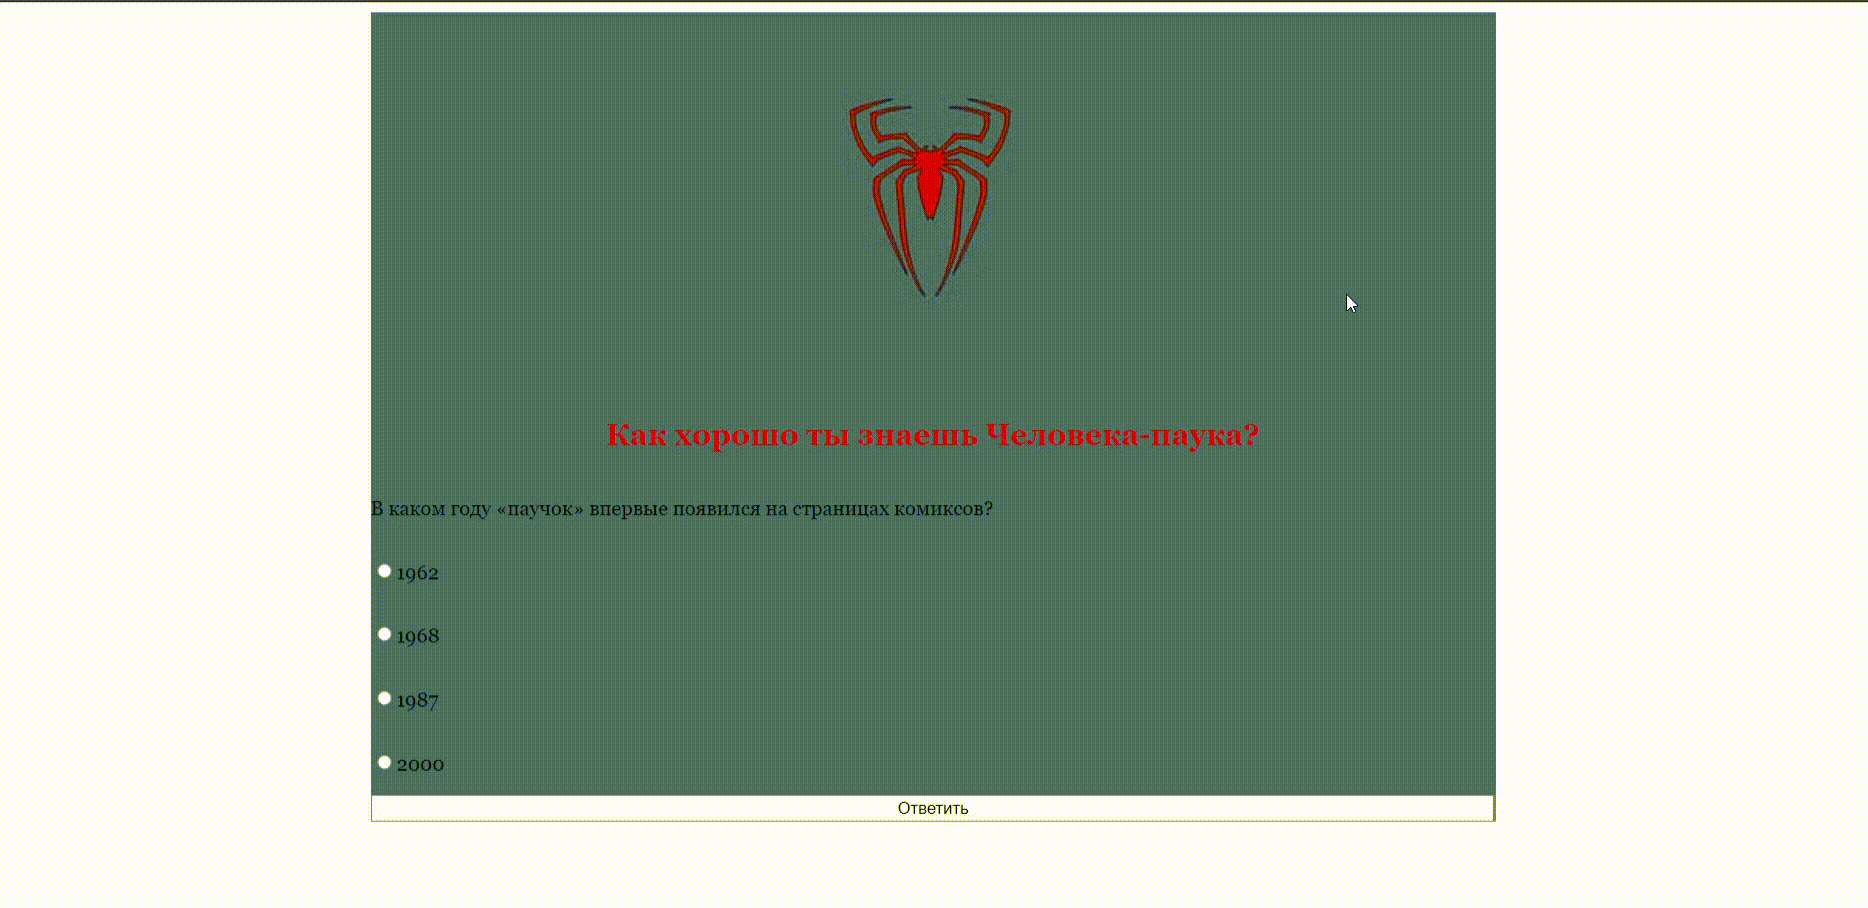 Как хорошо ты знаешь Человека-паука?
В каком году «паучок» впервые появился на страницах комиксов?
1962
1968
1987
2000
Ответить